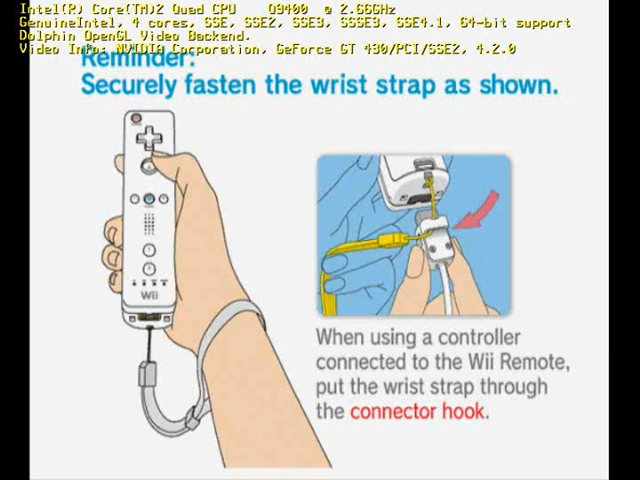 Intel(R) Core(TM)2 Quad CPU Q9400 @ 2.66GHz
GenuineIntel, 4 cores, SSE, SSE2, SSE3, SSSE3, SSE4.1, 64-bit support
Dolphin OpenGL Video Backend.
Video Info: NVIDIA Corporation, GeForce GT 430/PCI/SSE2, 4.2.0
Reminder:
Securely fasten the wrist strap as shown.
Wii
When using a controller
connected to the Wii Remote,
put the wrist strap through
the connector hook.